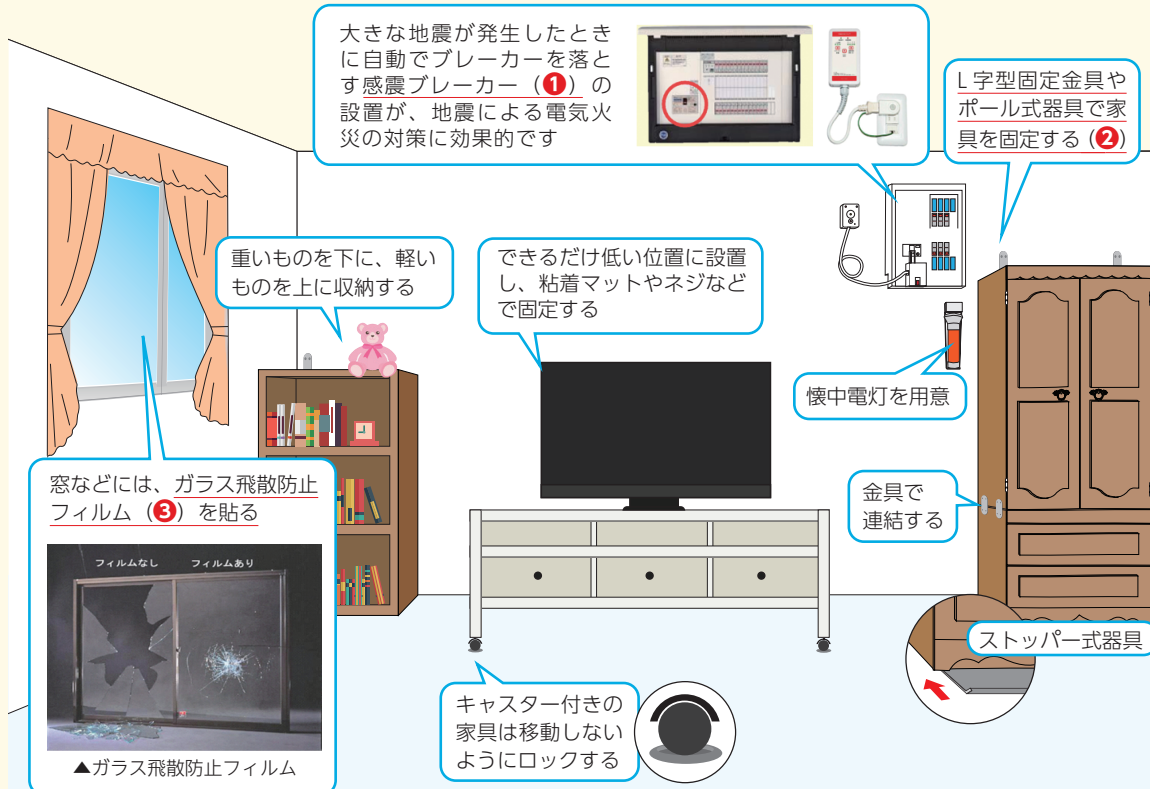 大きな地震が発生したとき
に自動でブレーカーを落と
す感震ブレーカー（❶）の
設置が、地震による電気火
災の対策に効果的です
L字型固定金具や
ポール式器具で家
具を固定する（❷）
重いものを下に、軽い
ものを上に収納する
できるだけ低い位置に設置
し、粘着マットやネジなど
で固定する
懐中電灯を用意
窓などには、ガラス飛散防止
フィルム（❸）を貼る
フィルムなし　フィルムあり
▲ガラス飛散防止フィルム
金具で
連結する
ストッパー式器具
キャスター付きの
家具は移動しない
ようにロックする